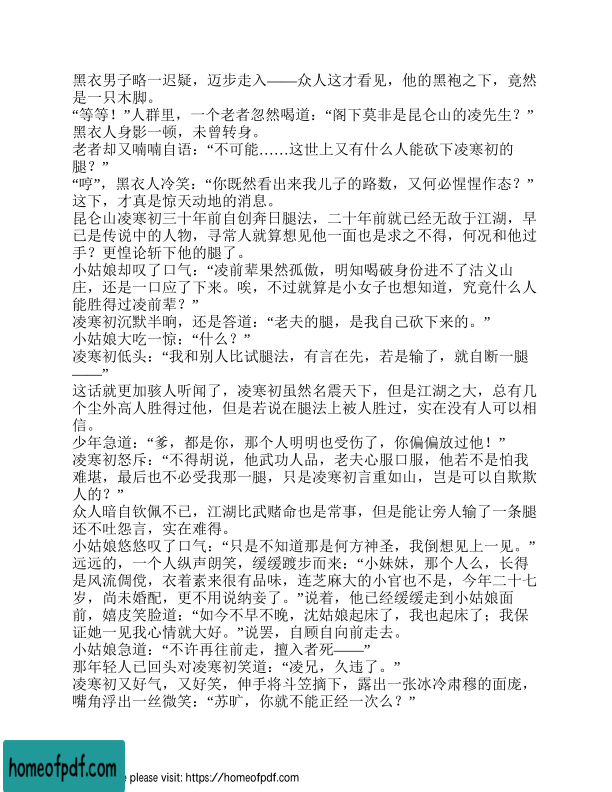 黑衣男子略一迟疑，迈步走入——众人这才看见，他的黑袍之下，竟然
是一只木脚。
“等等！”人群里，一个老者忽然喝道：“阁下莫非是昆仑山的凌先生？”
黑衣人身影一顿，未曾转身。
老者却又喃喃自语：“不可能……这世上又有什么人能砍下凌寒初的
腿？”
“哼”，黑衣人冷笑：“你既然看出来我儿子的路数，又何必惺惺作态？”
这下，才真是惊天动地的消息。
昆仑山凌寒初三十年前自创奔日腿法，二十年前就已经无敌于江湖，早
已是传说中的人物，寻常人就算想见他一面也是求之不得，何况和他过
手？更惶论斩下他的腿了。
小姑娘却叹了口气：“凌前辈果然孤傲，明知喝破身份进不了沽义山
庄，还是一口应了下来。唉，不过就算是小女子也想知道，究竟什么人
能胜得过凌前辈？”
凌寒初沉默半晌，还是答道：“老夫的腿，是我自己砍下来的。”
小姑娘大吃一惊：“什么？”
凌寒初低头：“我和别人比试腿法，有言在先，若是输了，就自断一腿
——”
这话就更加骇人听闻了，凌寒初虽然名震天下，但是江湖之大，总有几
个尘外高人胜得过他，但是若说在腿法上被人胜过，实在没有人可以相
信。
少年急道：“爹，都是你，那个人明明也受伤了，你偏偏放过他！”
凌寒初怒斥：“不得胡说，他武功人品，老夫心服口服，他若不是怕我
难堪，最后也不必受我那一腿，只是凌寒初言重如山，岂是可以自欺欺
人的？”
众人暗自钦佩不已，江湖比武赌命也是常事，但是能让旁人输了一条腿
还不吐怨言，实在难得。
小姑娘悠悠叹了口气：“只是不知道那是何方神圣，我倒想见上一见。”
远远的，一个人纵声朗笑，缓缓踱步而来：“小妹妹，那个人么，长得
是风流倜傥，衣着素来很有品味，连芝麻大的小官也不是，今年二十七
岁，尚未婚配，更不用说纳妾了。”说着，他已经缓缓走到小姑娘面
前，嬉皮笑脸道：“如今不早不晚，沈姑娘起床了，我也起床了；我保
证她一见我心情就大好。”说罢，自顾自向前走去。
小姑娘急道：“不许再往前走，擅入者死——”
那年轻人已回头对凌寒初笑道：“凌兄，久违了。”
凌寒初又好气，又好笑，伸手将斗笠摘下，露出一张冰冷肃穆的面庞，
嘴角浮出一丝微笑：“苏旷，你就不能正经一次么？”
homeofpdf.com
e please visit: https://homeofpdf.com